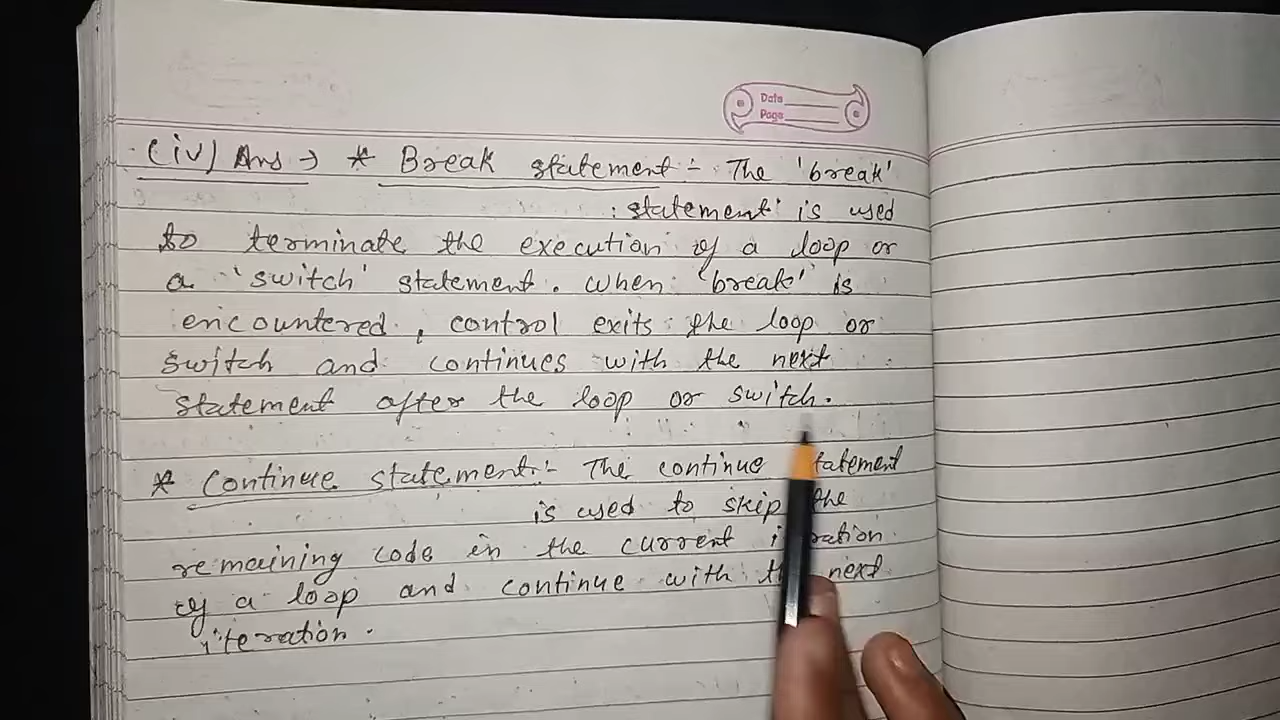 Date
Page
(iv) Ans → * Break statement :- The 'break'
statement is used
to terminate the execution of a loop or
a 'switch' statement. when 'break' is
encountered, control exits the loop or
switch and continues with the next
statement after the loop or switch.
* Continue statement :- The continue tatement
is used to skip the
remaining code in the current i ration
of a loop and continue with th next
iteration.